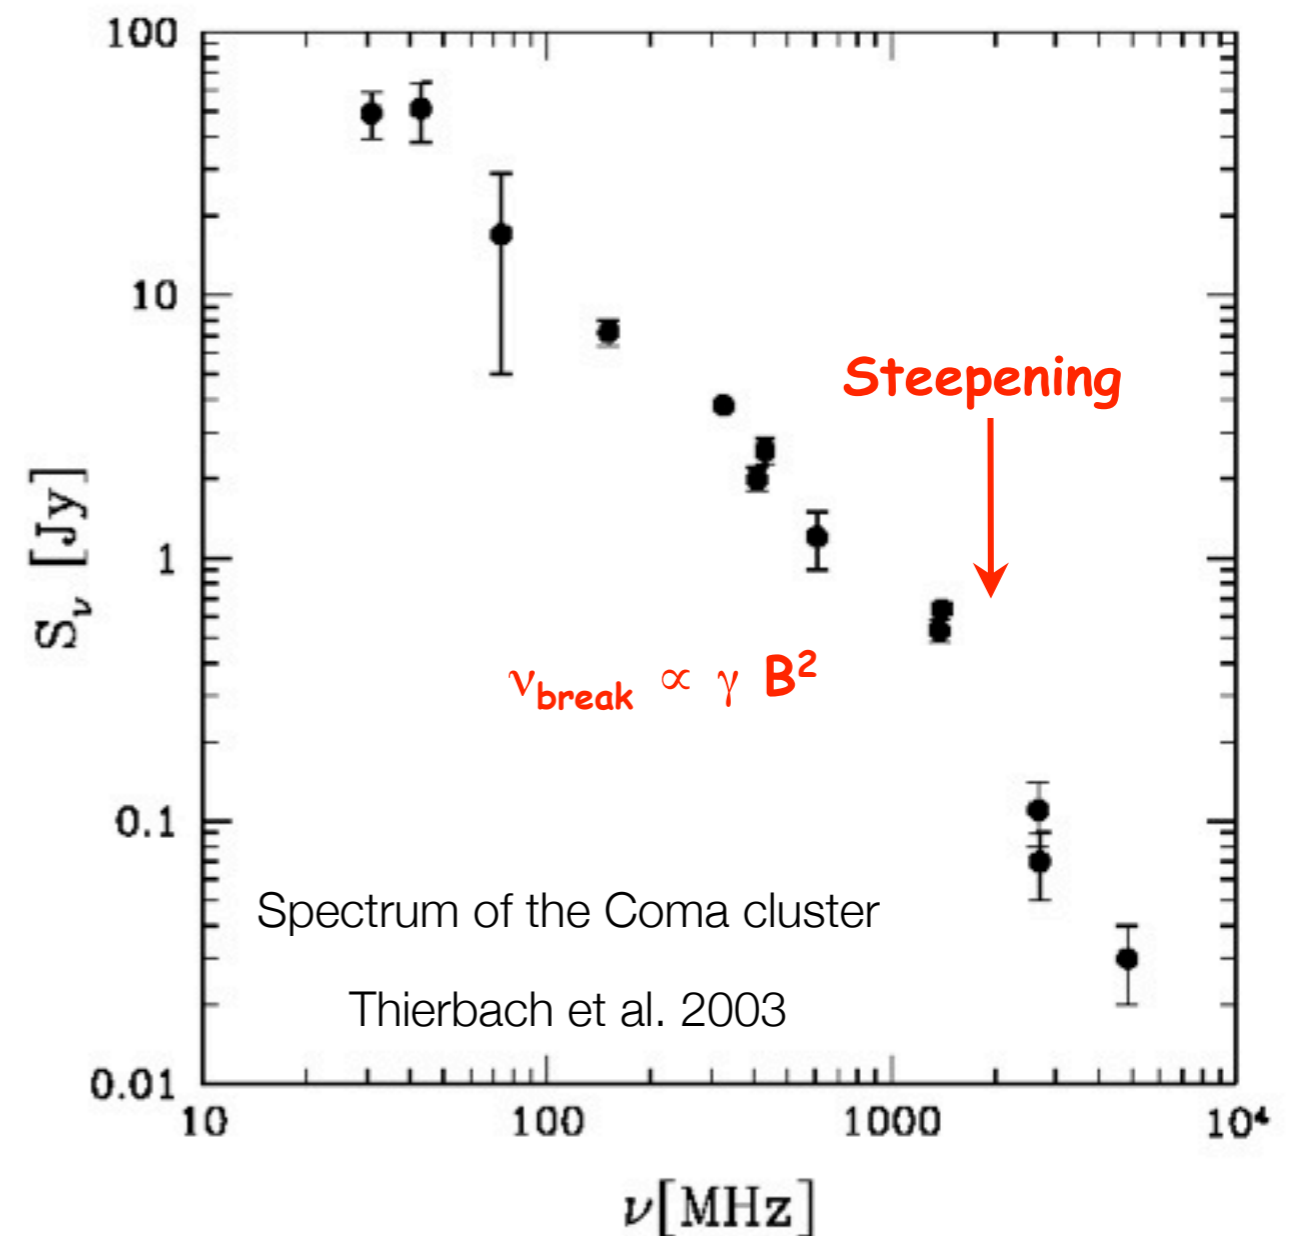 100
10
1
0.1
0.01
S_ν [Jy]
Steepening
ν_break ∝ γ B²
Spectrum of the Coma cluster
Thierbach et al. 2003
10 100 1000 10⁴
ν[MHz]